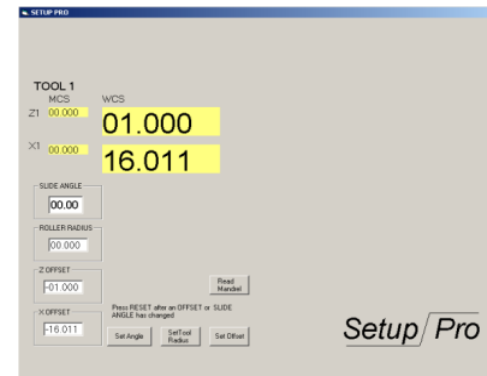 SETUP PRO
TOOL 1
MCS WCS
Z1 00.000 01.000
X1 00.000 16.011
SLIDE ANGLE
00.00
ROLLER RADIUS
00.000
Z OFFSET
-01.000
Read
Mandrel
X OFFSET
-16.011
Press RESET after an OFFSET or SLIDE
ANGLE has changed
Set Angle
SetTool
Radius
Set Offset
Setup/Pro